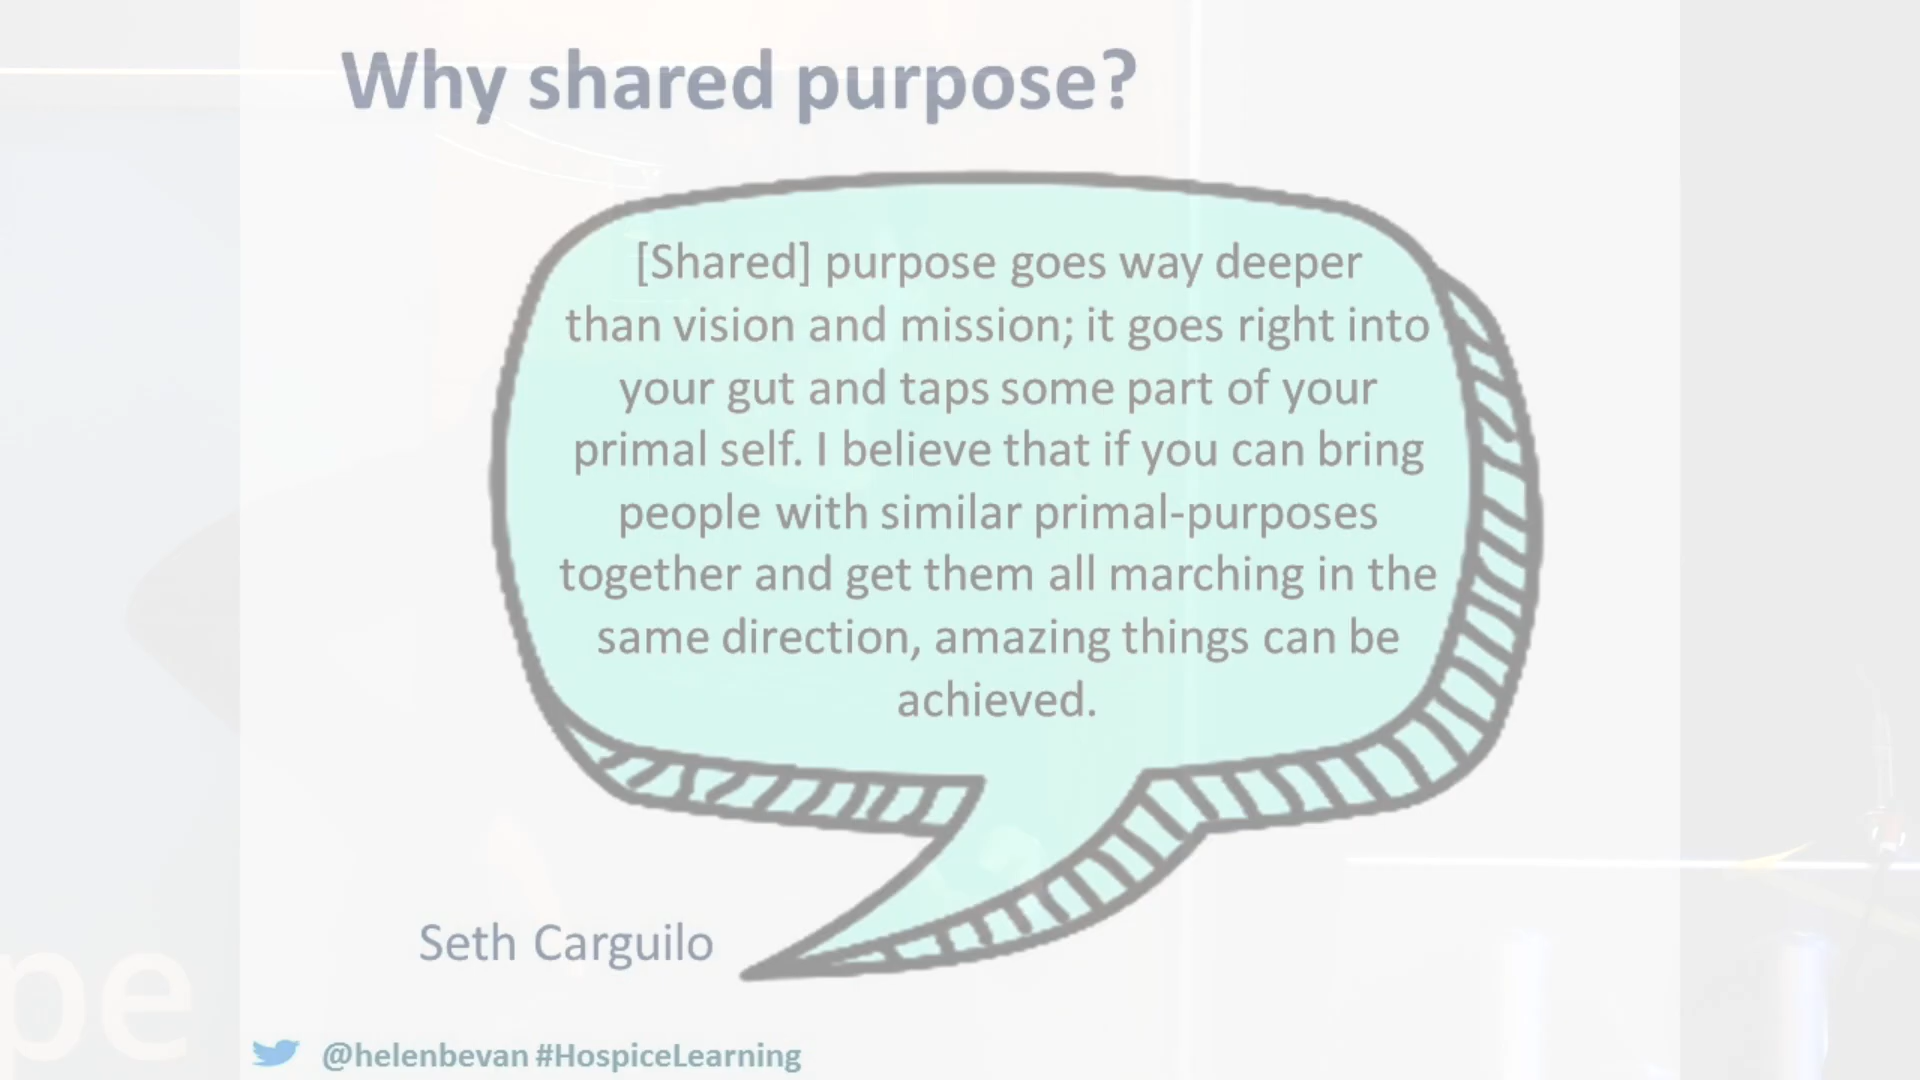 Why shared purpose?
[Shared] purpose goes way deeper
than vision and mission; it goes right into
your gut and taps some part of your
primal self. I believe that if you can bring
people with similar primal-purposes
together and get them all marching in the
same direction, amazing things can be
achieved.
Seth Carguilo
pe
@helenbevan #HospiceLearning